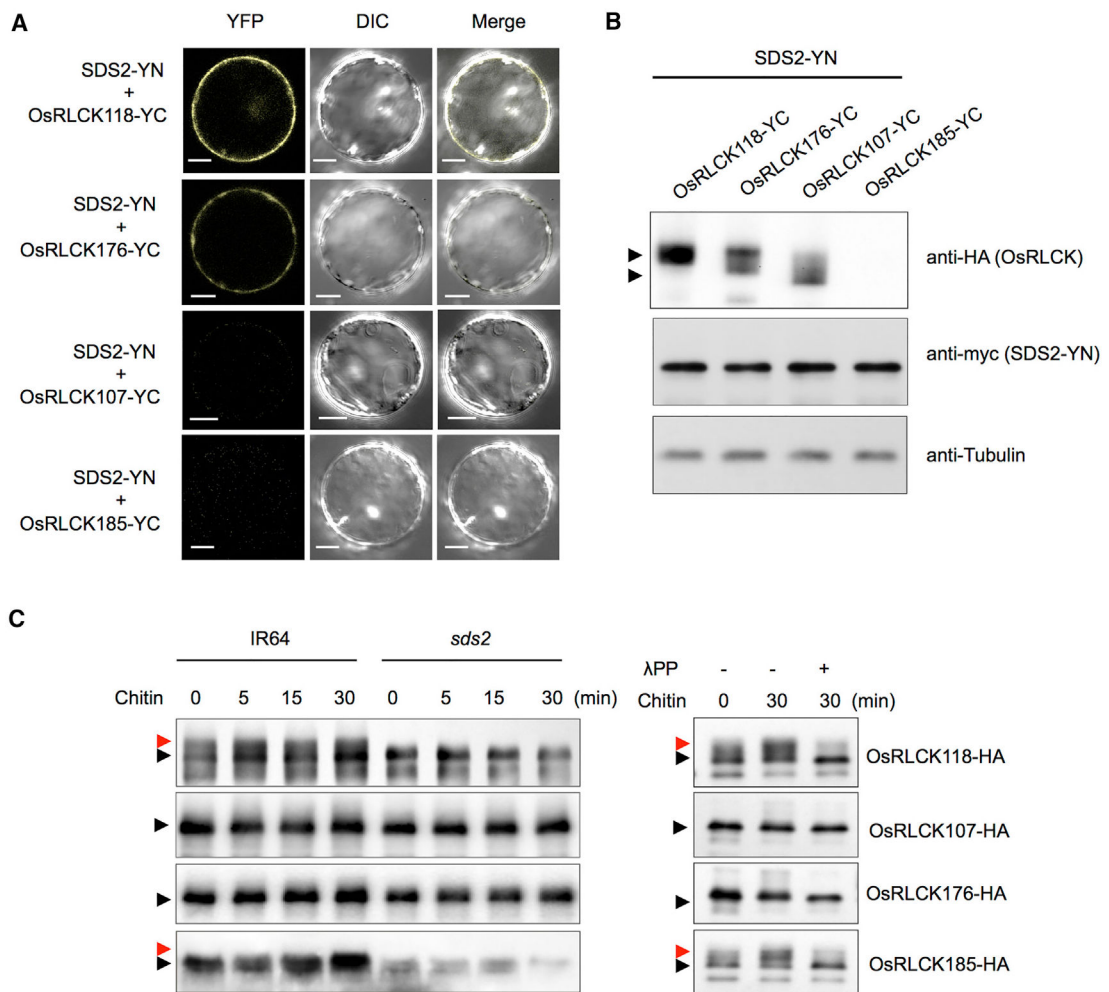 A
YFP DIC Merge
SDS2-YN
+
OsRLCK118-YC
SDS2-YN
+
OsRLCK176-YC
SDS2-YN
+
OsRLCK107-YC
SDS2-YN
+
OsRLCK185-YC
B
SDS2-YN
OsRLCK118-YC
OsRLCK176-YC
OsRLCK107-YC
OsRLCK185-YC
anti-HA (OsRLCK)
anti-myc (SDS2-YN)
anti-Tubulin
C
IR64 sds2
Chitin 0 5 15 30 0 5 15 30 (min)
λPP - - +
Chitin 0 30 30 (min)
OsRLCK118-HA
OsRLCK107-HA
OsRLCK176-HA
OsRLCK185-HA